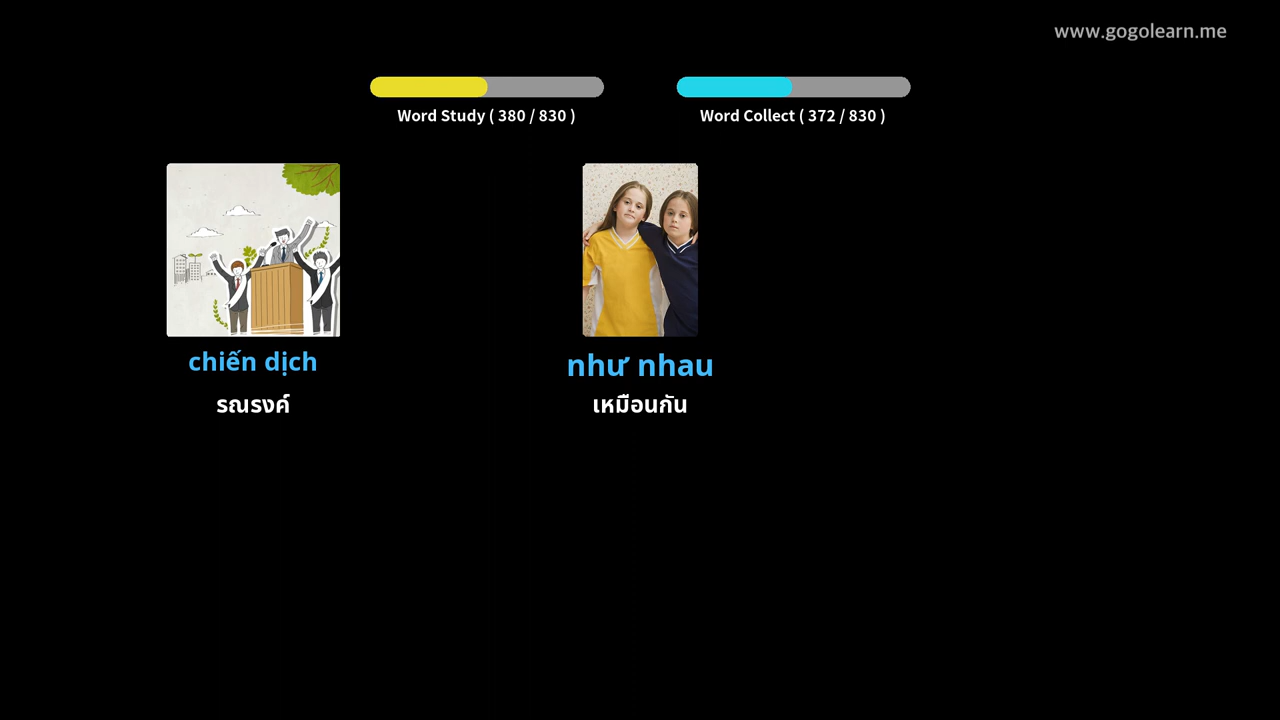 www.gogolearn.me
Word Study ( 380 / 830 )
Word Collect ( 372 / 830 )
chiến dịch
รณรงค์
như nhau
เหมือนกัน